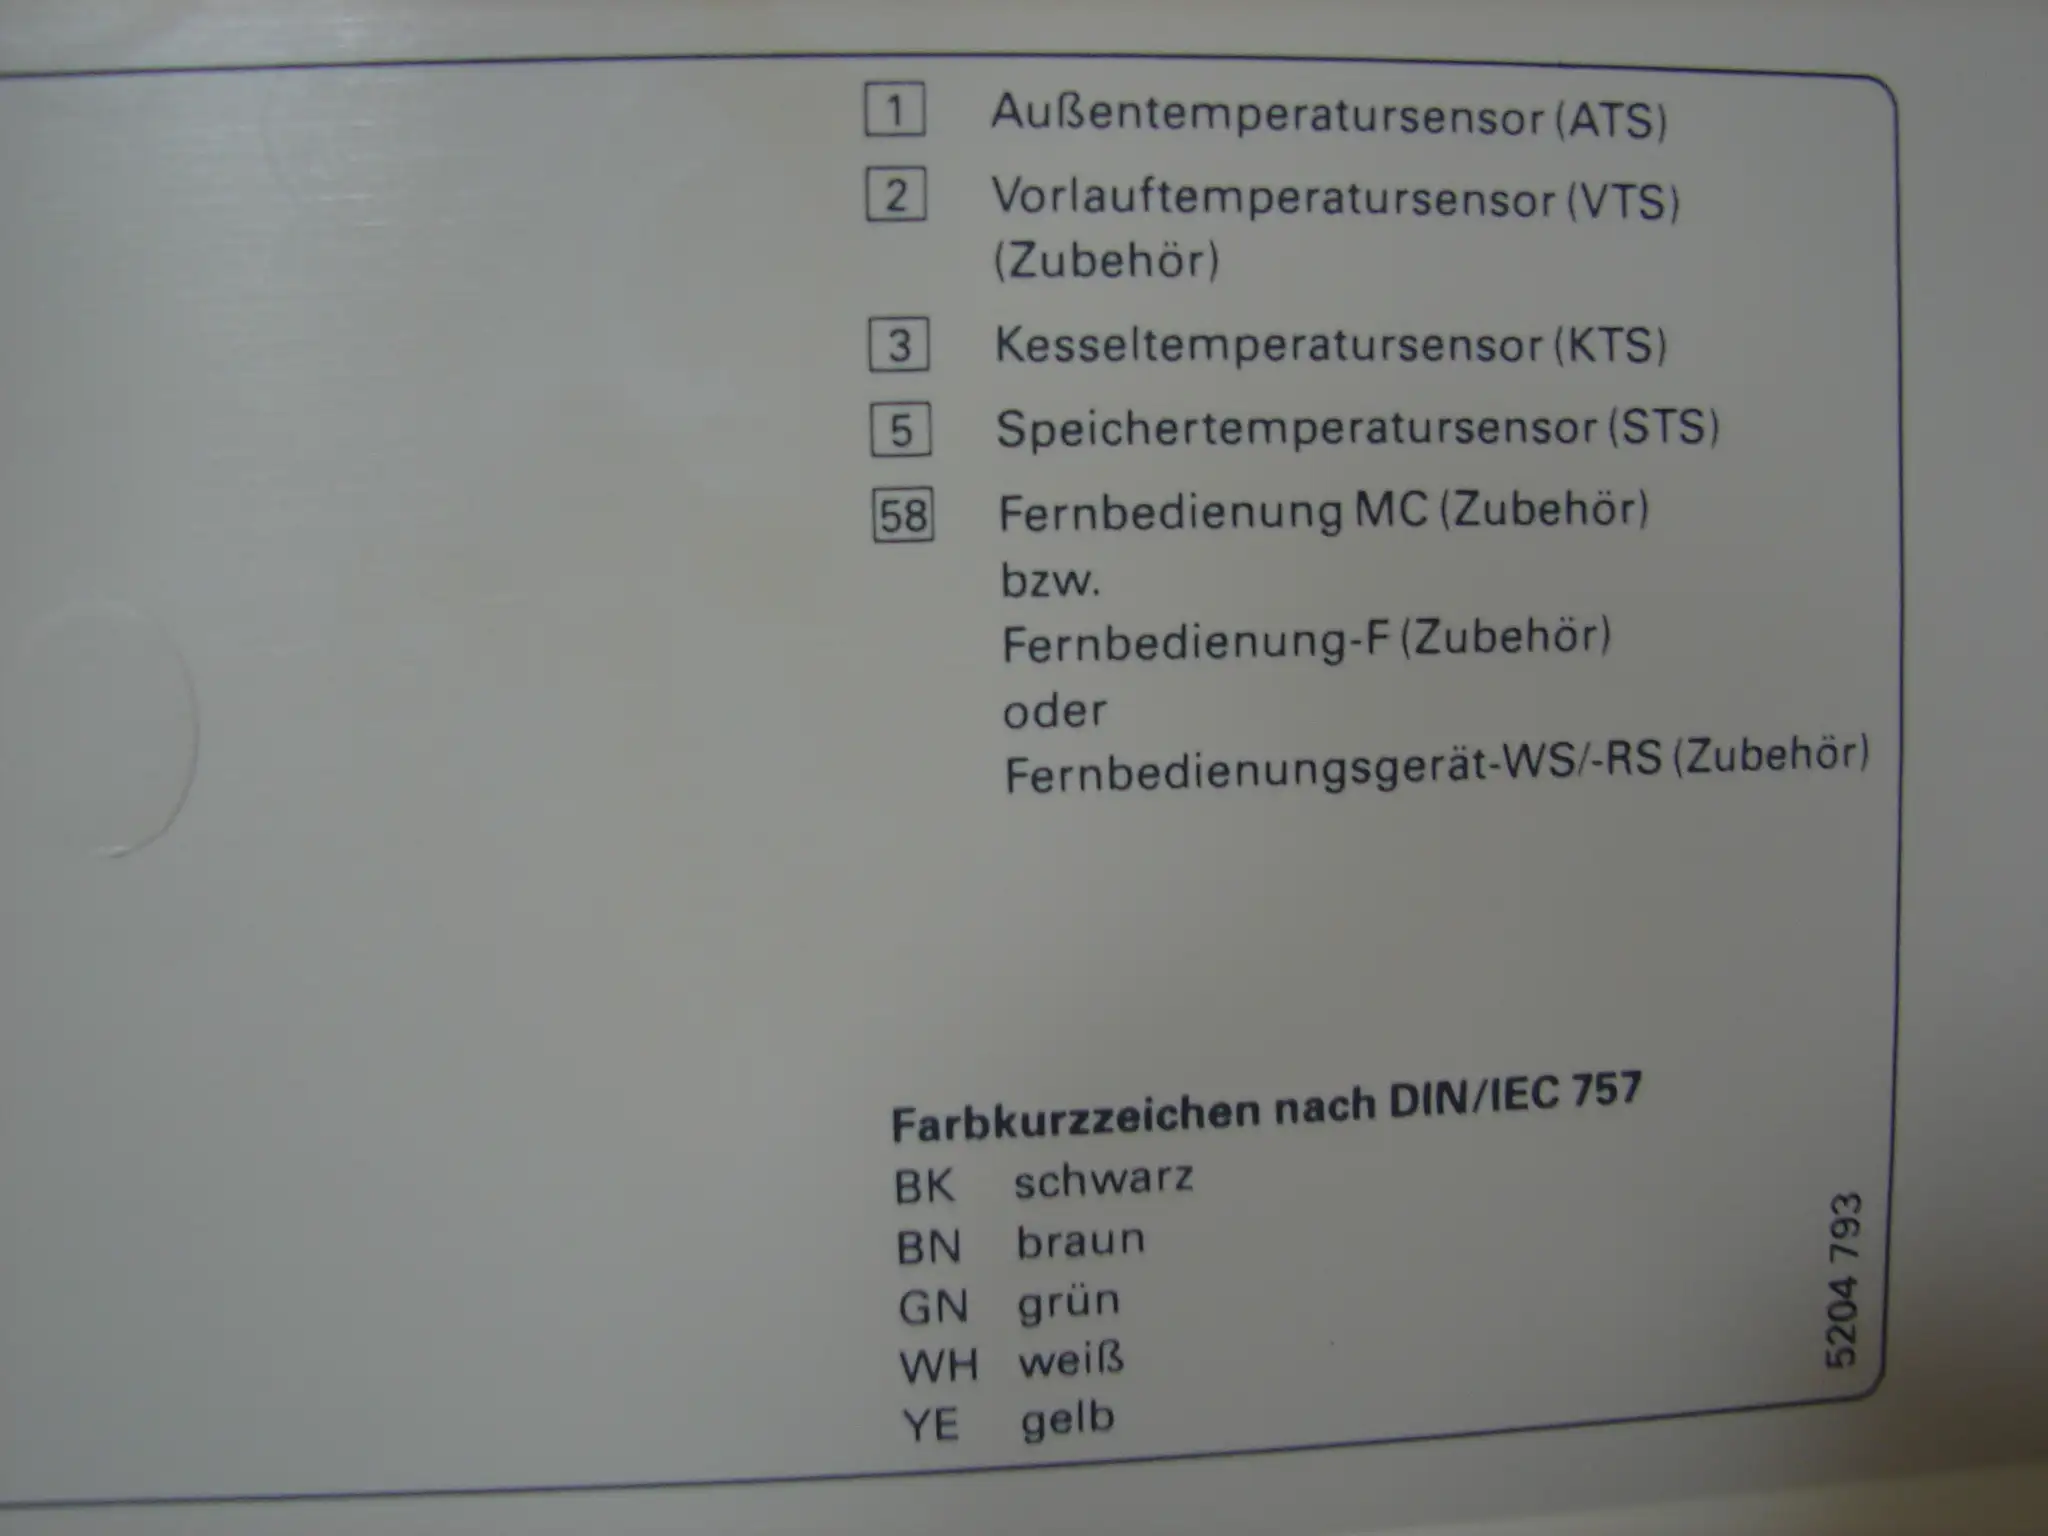 1 Außentemperatursensor (ATS)
2 Vorlauftemperatursensor (VTS)
(Zubehör)
3 Kesseltemperatursensor (KTS)
5 Speichertemperatursensor (STS)
58 Fernbedienung MC (Zubehör)
bzw.
Fernbedienung-F (Zubehör)
oder
Fernbedienungsgerät-WS/-RS (Zubehör)
Farbkurzzeichen nach DIN/IEC 757
BK schwarz
BN braun
GN grün
WH weiß
YE gelb
5204 793